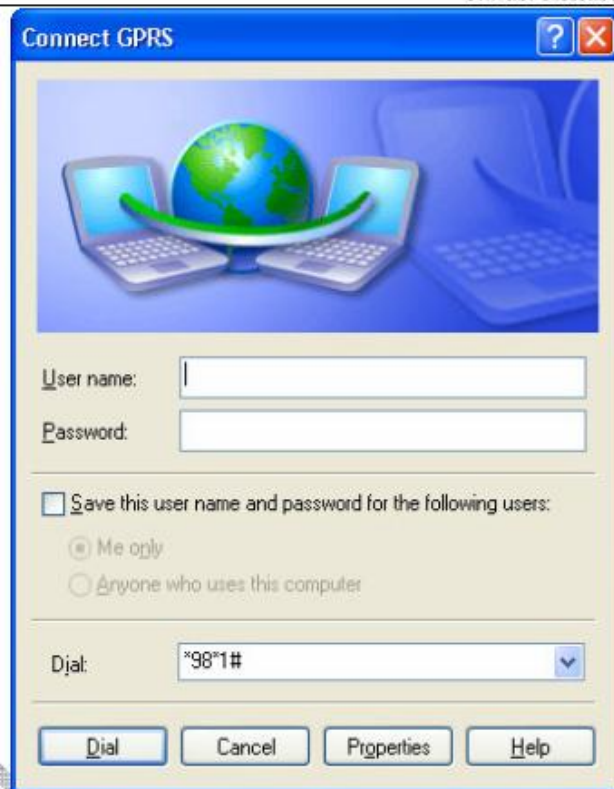 Connect GPRS
User name:
Password:
Save this user name and password for the following users:
Me only
Anyone who uses this computer
Dial: *98*1#
Dial Cancel Properties Help